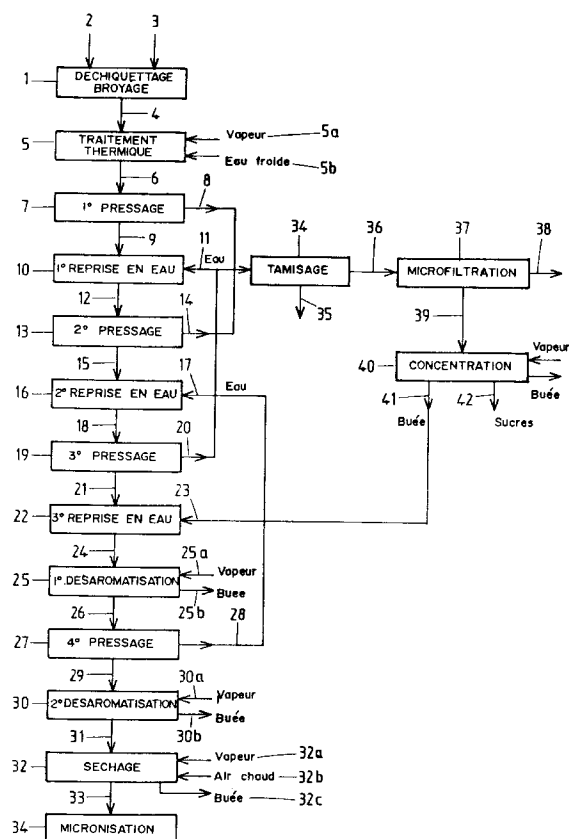 2 3
1 DECHIQUETTAGE
BROYAGE
4
5 TRAITEMENT
THERMIQUE
Vapeur 5a
Eau froide 5b
6
7 1° PRESSAGE 8
9
10 1° REPRISE EN EAU 11 Eau
34 TAMISAGE 36
35
37 MICROFILTRATION 38
39
12
13 2° PRESSAGE 14
15
40 CONCENTRATION Vapeur
Buée
41 42
Buée Sucres
16 2° REPRISE EN EAU 17 Eau
18
19 3° PRESSAGE 20
21
22 3° REPRISE EN EAU 23
24
25 1° DESAROMATISATION 25a
Vapeur
Buee
25b
26
27 4° PRESSAGE 28
29
30 2° DESAROMATISATION 30a
Vapeur
Buée
30b
31
32 SECHAGE
Vapeur 32a
Air chaud 32b
Buée 32c
33
34 MICRONISATION